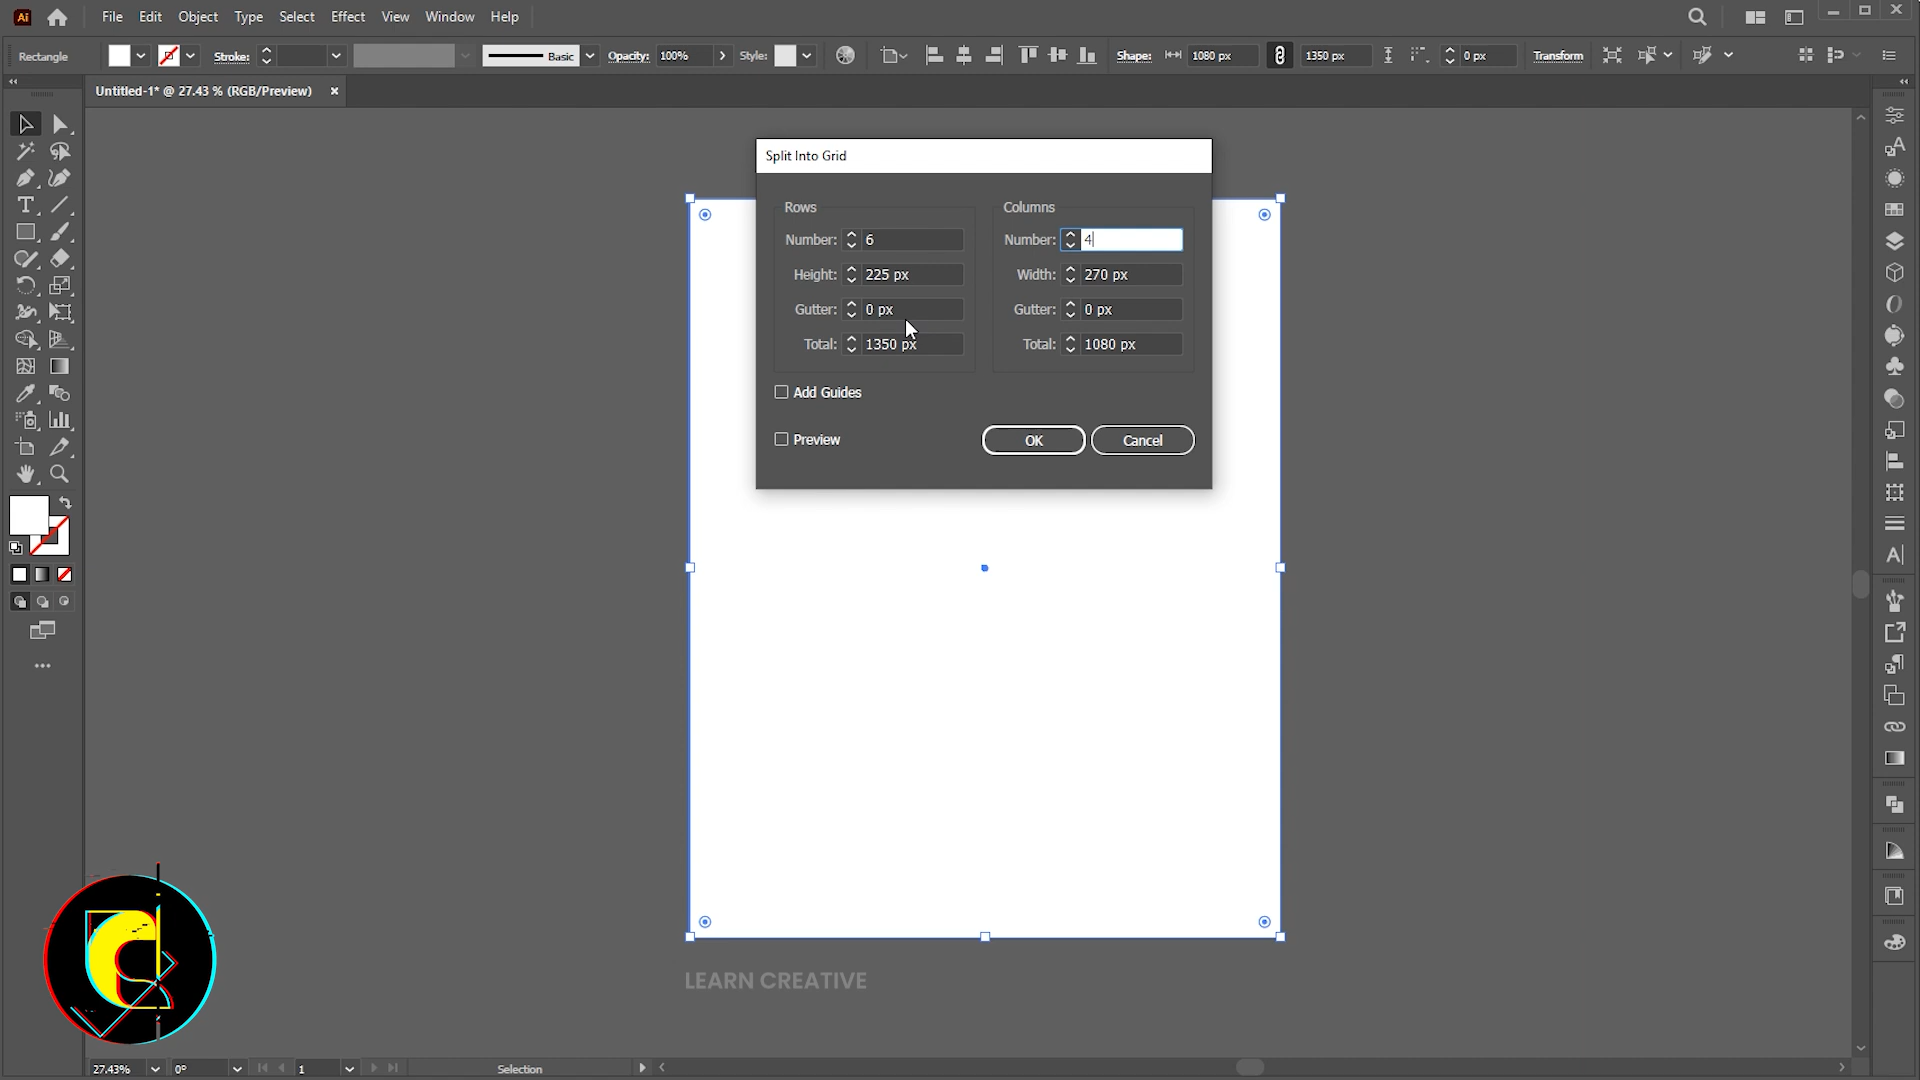 Ai File Edit Object Type Select Effect View Window Help
Rectangle Stroke: Basic Opacity: 100% Style: Shape: 1080 px 1350 px 0 px Transform
Untitled-1* @ 27.43 % (RGB/Preview)
Split Into Grid
Rows Columns
Number: 6 Number: 4
Height: 225 px Width: 270 px
Gutter: 0 px Gutter: 0 px
Total: 1350 px Total: 1080 px
Add Guides
Preview OK Cancel
LEARN CREATIVE
27.43% 0° 1 Selection